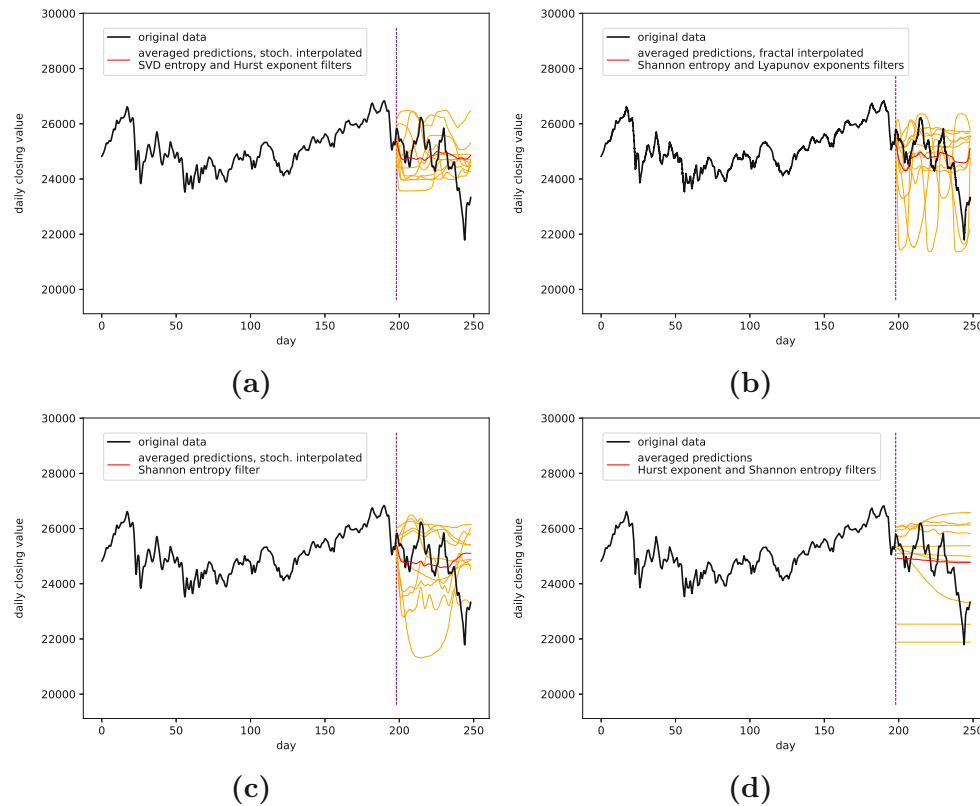 30000
28000
26000
24000
22000
20000
daily closing value
original data
averaged predictions, stoch. interpolated
SVD entropy and Hurst exponent filters
0 50 100 150 200 250
day
(a)
30000
28000
26000
24000
22000
20000
daily closing value
original data
averaged predictions, fractal interpolated
Shannon entropy and Lyapunov exponents filters
0 50 100 150 200 250
day
(b)
30000
28000
26000
24000
22000
20000
daily closing value
original data
averaged predictions, stoch. interpolated
Shannon entropy filter
0 50 100 150 200 250
day
(c)
30000
28000
26000
24000
22000
20000
daily closing value
original data
averaged predictions
Hurst exponent and Shannon entropy filters
0 50 100 150 200 250
day
(d)